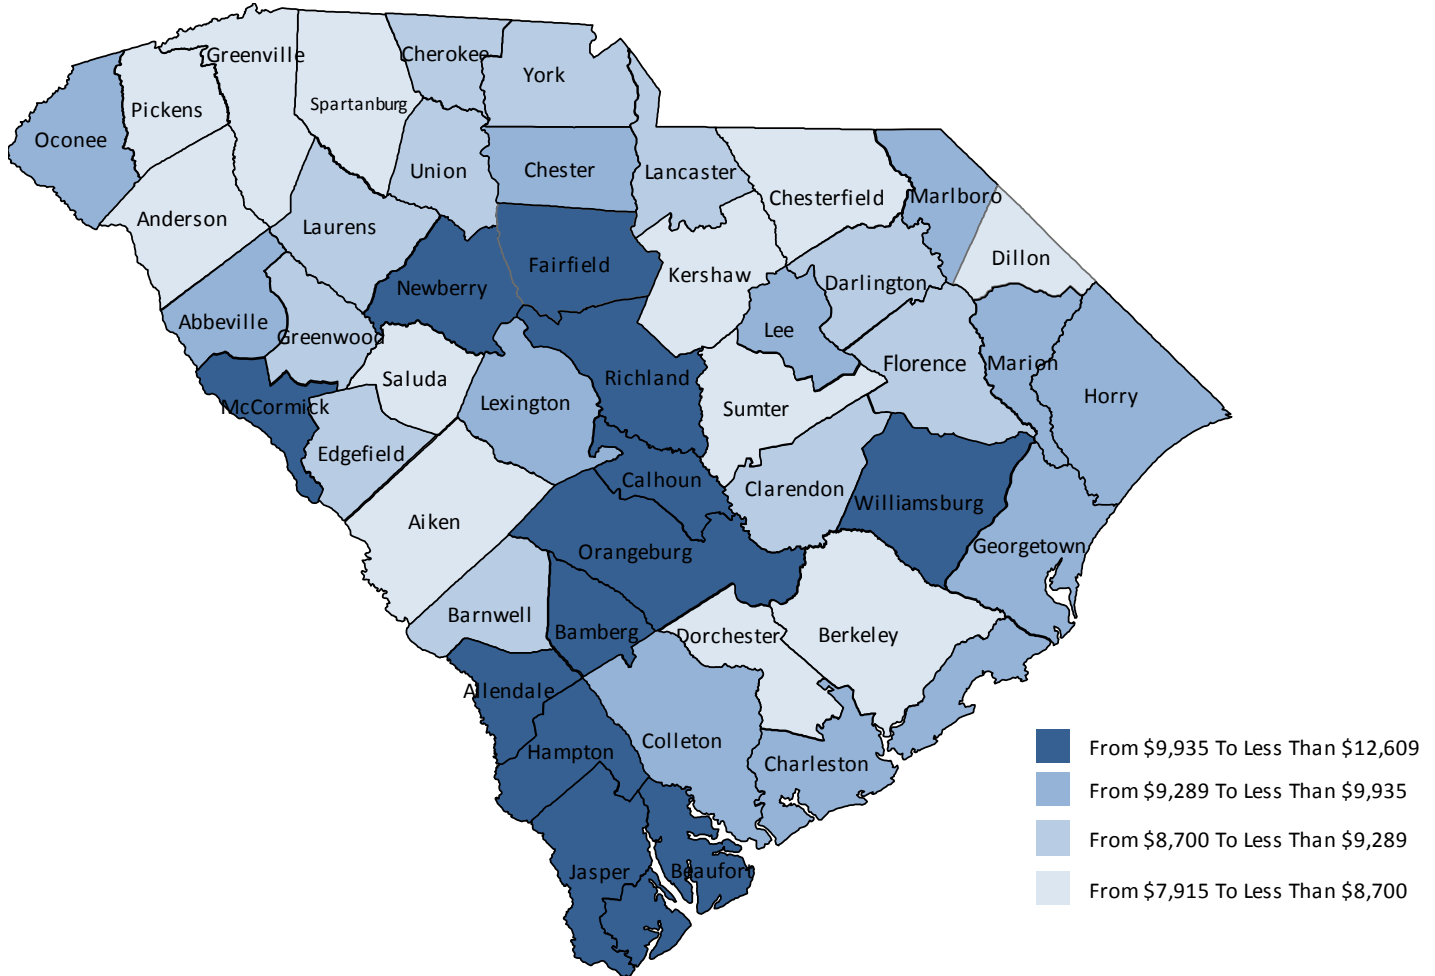 Greenville
Cherokee
York
Spartanburg
Pickens
Oconee
Union
Chester
Lancaster
Chesterfield
Marlboro
Anderson
Laurens
Dillon
Fairfield
Kershaw
Newberry
Darlington
Abbeville
Greenwood
Lee
Florence
Marion
Saluda
Richland
Horry
McCormick
Lexington
Sumter
Edgefield
Calhoun
Clarendon
Williamsburg
Aiken
Orangeburg
Georgetown
Barnwell
Bamberg
Dorchester
Berkeley
Allendale
Hampton
Colleton
Charleston
Jasper
Beaufort
From $9,935 To Less Than $12,609
From $9,289 To Less Than $9,935
From $8,700 To Less Than $9,289
From $7,915 To Less Than $8,700